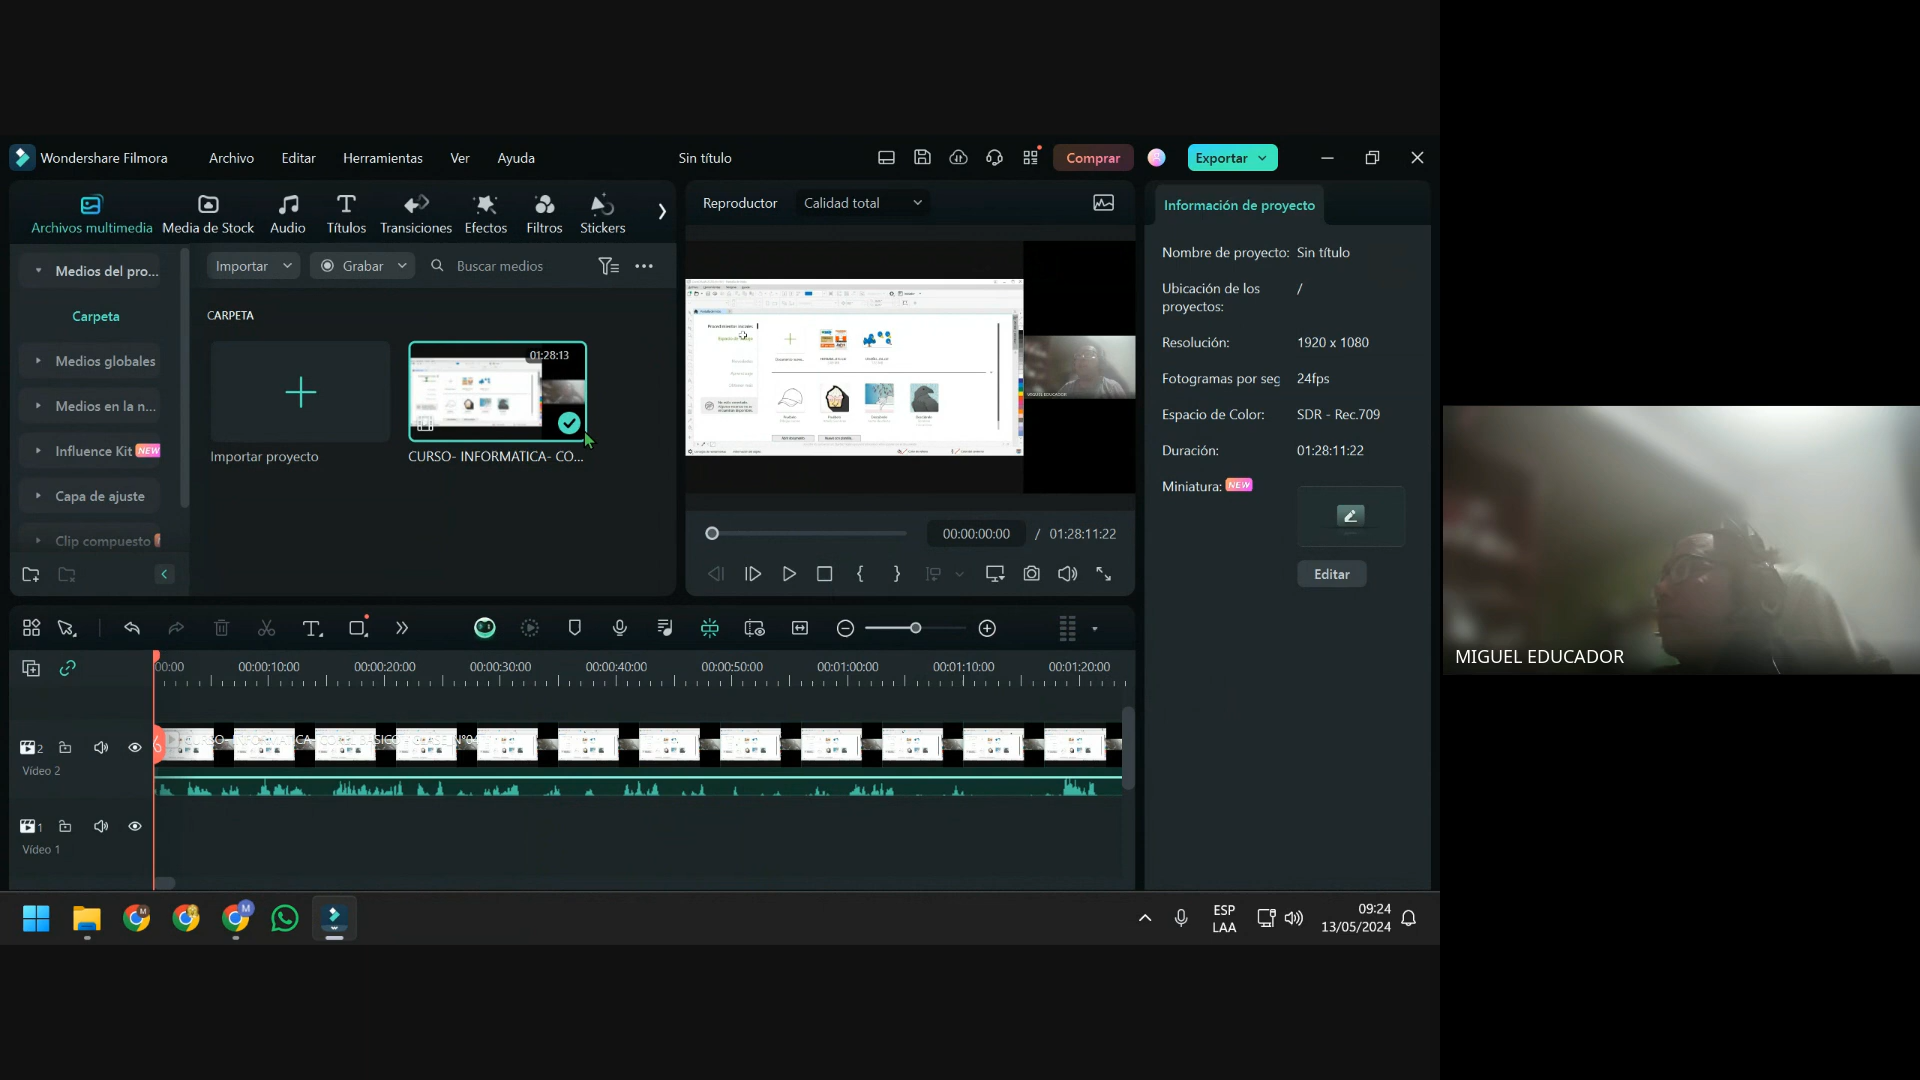 Wondershare Filmora
Archivo
Editar
Herramientas
Ver
Ayuda
Sin título
Comprar
Exportar
Archivos multimedia
Media de Stock
Audio
Títulos
Transiciones
Efectos
Filtros
Stickers
Reproductor
Calidad total
Información de proyecto
Medios del pro...
Carpeta
Medios globales
Medios en la n...
Influence Kit NEW
Capa de ajuste
Clip compuesto
Importar
Grabar
Buscar medios
CARPETA
01:28:13
Importar proyecto
CURSO- INFORMATICA- CO...
00:00:00:00 / 01:28:11:22
Nombre de proyecto: Sin título
Ubicación de los
proyectos: /
Resolución: 1920 x 1080
Fotogramas por seg 24fps
Espacio de Color: SDR - Rec.709
Duración: 01:28:11:22
Miniatura: NEW
Editar
MIGUEL EDUCADOR
00:00
00:00:10:00
00:00:20:00
00:00:30:00
00:00:40:00
00:00:50:00
00:01:00:00
00:01:10:00
00:01:20:00
2
Vídeo 2
1
Vídeo 1
M
M
ESP
LAA
09:24
13/05/2024